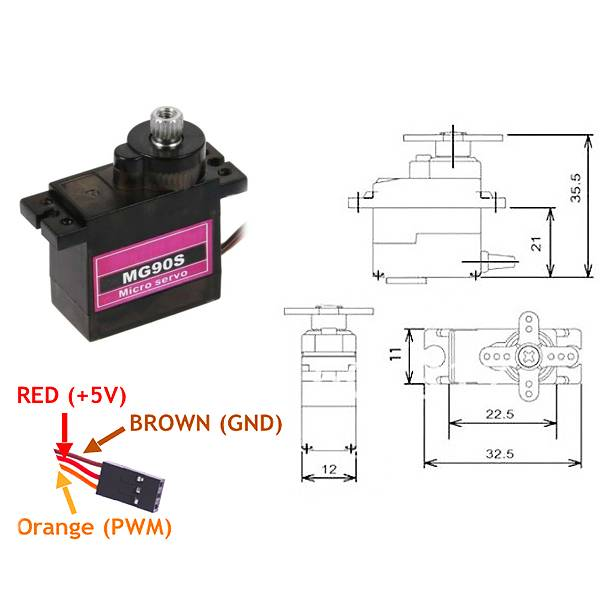 MG90S
Micro servo
35.5
21
RED (+5V)
BROWN (GND)
Orange (PWM)
12
11
22.5
32.5